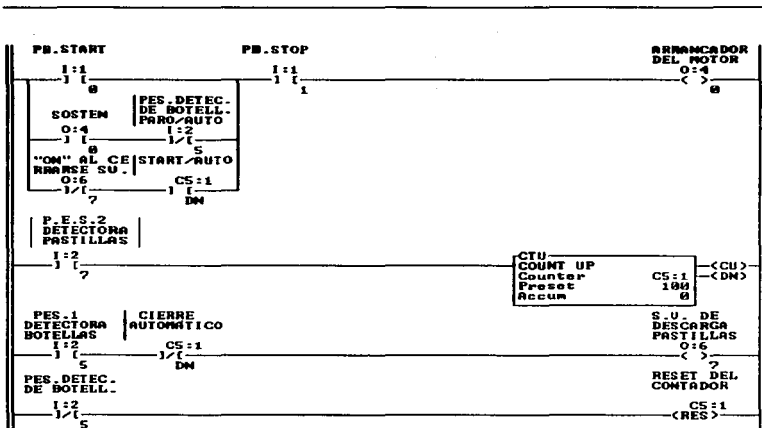 PB.START PB.STOP ARRANCADOR
DEL MOTOR
I:1 I:1 O:4
] [ ] [ < >
0 1 0
SOSTEN |PES.DETEC-
DE BOTELL-
PARO/AUTO
O:4 I:2
] [ ]/[
0 5
"ON" AL CE|START/AUTO
RRARSE SV.|
O:6 C5:1
]/[ ] [
7 DN
P.E.S.2
DETECTORA
PASTILLAS
I:2
] [
7
CTU
COUNT UP <CU>
Counter C5:1 <DN>
Preset 100
Accum 0
PES.1 CIERRE S.V. DE
DETECTORA AUTOMATICO DESCARGA
BOTELLAS PASTILLAS
I:2 C5:1 O:6
] [ ]/[ < >
5 DN 7
PES.DETEC- RESET DEL
DE BOTELL- CONTADOR
I:2 C5:1
]/[ <RES>
5